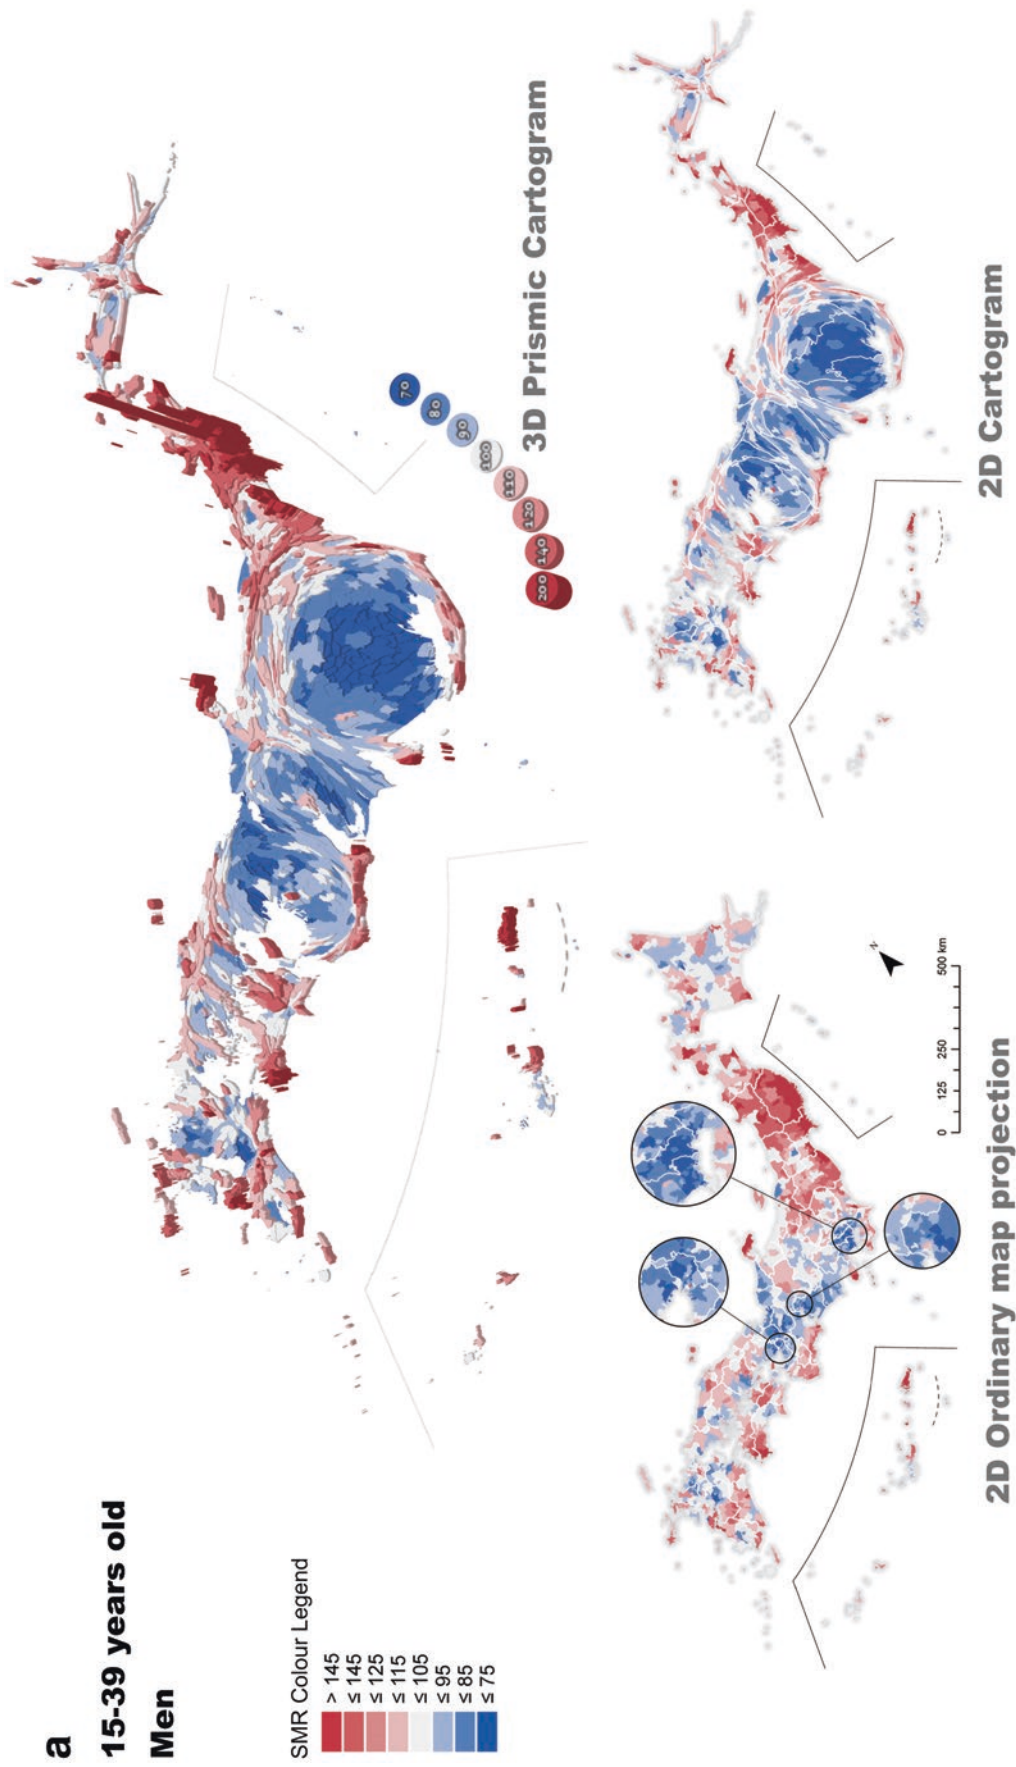 a
15-39 years old
Men
SMR Colour Legend
> 145
≤ 145
≤ 125
≤ 115
≤ 105
≤ 95
≤ 85
≤ 75
200
140
120
110
100
90
80
70
3D Prismic Cartogram
2D Ordinary map projection
0 125 250 500 km
N
2D Cartogram